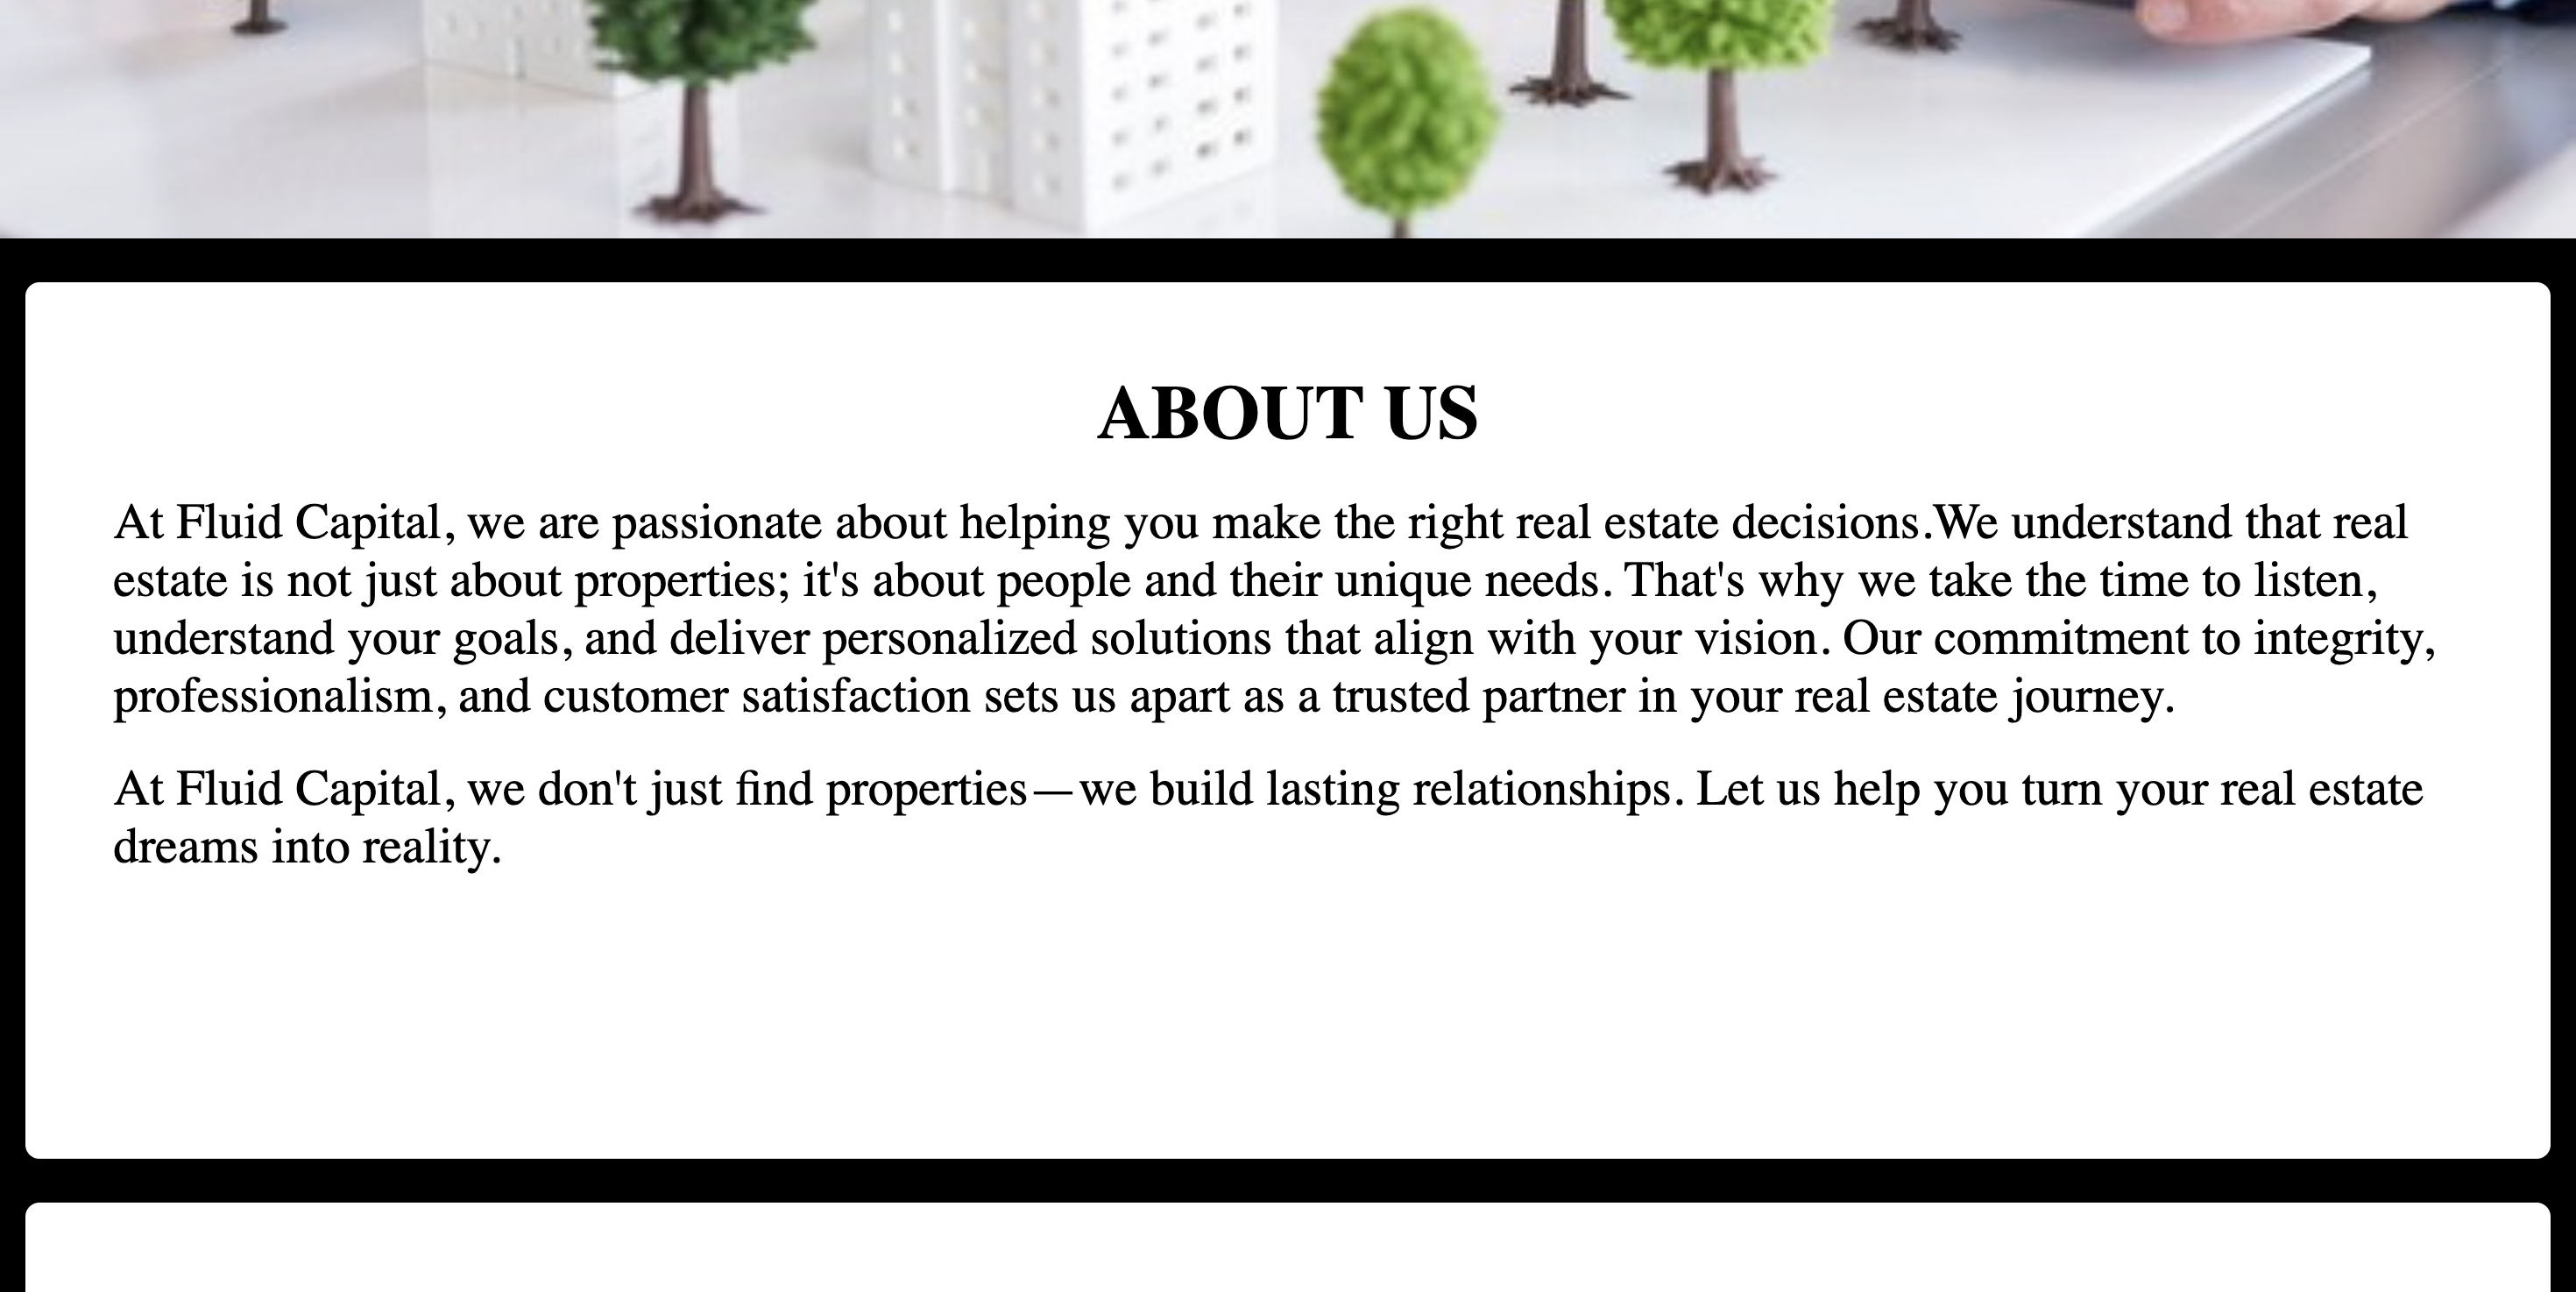 ABOUT US
At Fluid Capital, we are passionate about helping you make the right real estate decisions.We understand that real
estate is not just about properties; it's about people and their unique needs. That's why we take the time to listen,
understand your goals, and deliver personalized solutions that align with your vision. Our commitment to integrity,
professionalism, and customer satisfaction sets us apart as a trusted partner in your real estate journey.
At Fluid Capital, we don't just find properties—we build lasting relationships. Let us help you turn your real estate
dreams into reality.